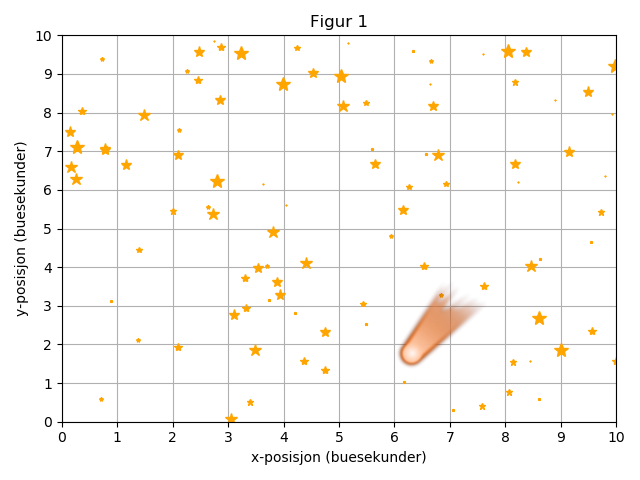 Figur 1
10
9
8
7
6
5
4
3
2
1
0
0 1 2 3 4 5 6 7 8 9 10
y-posisjon (buesekunder)
x-posisjon (buesekunder)